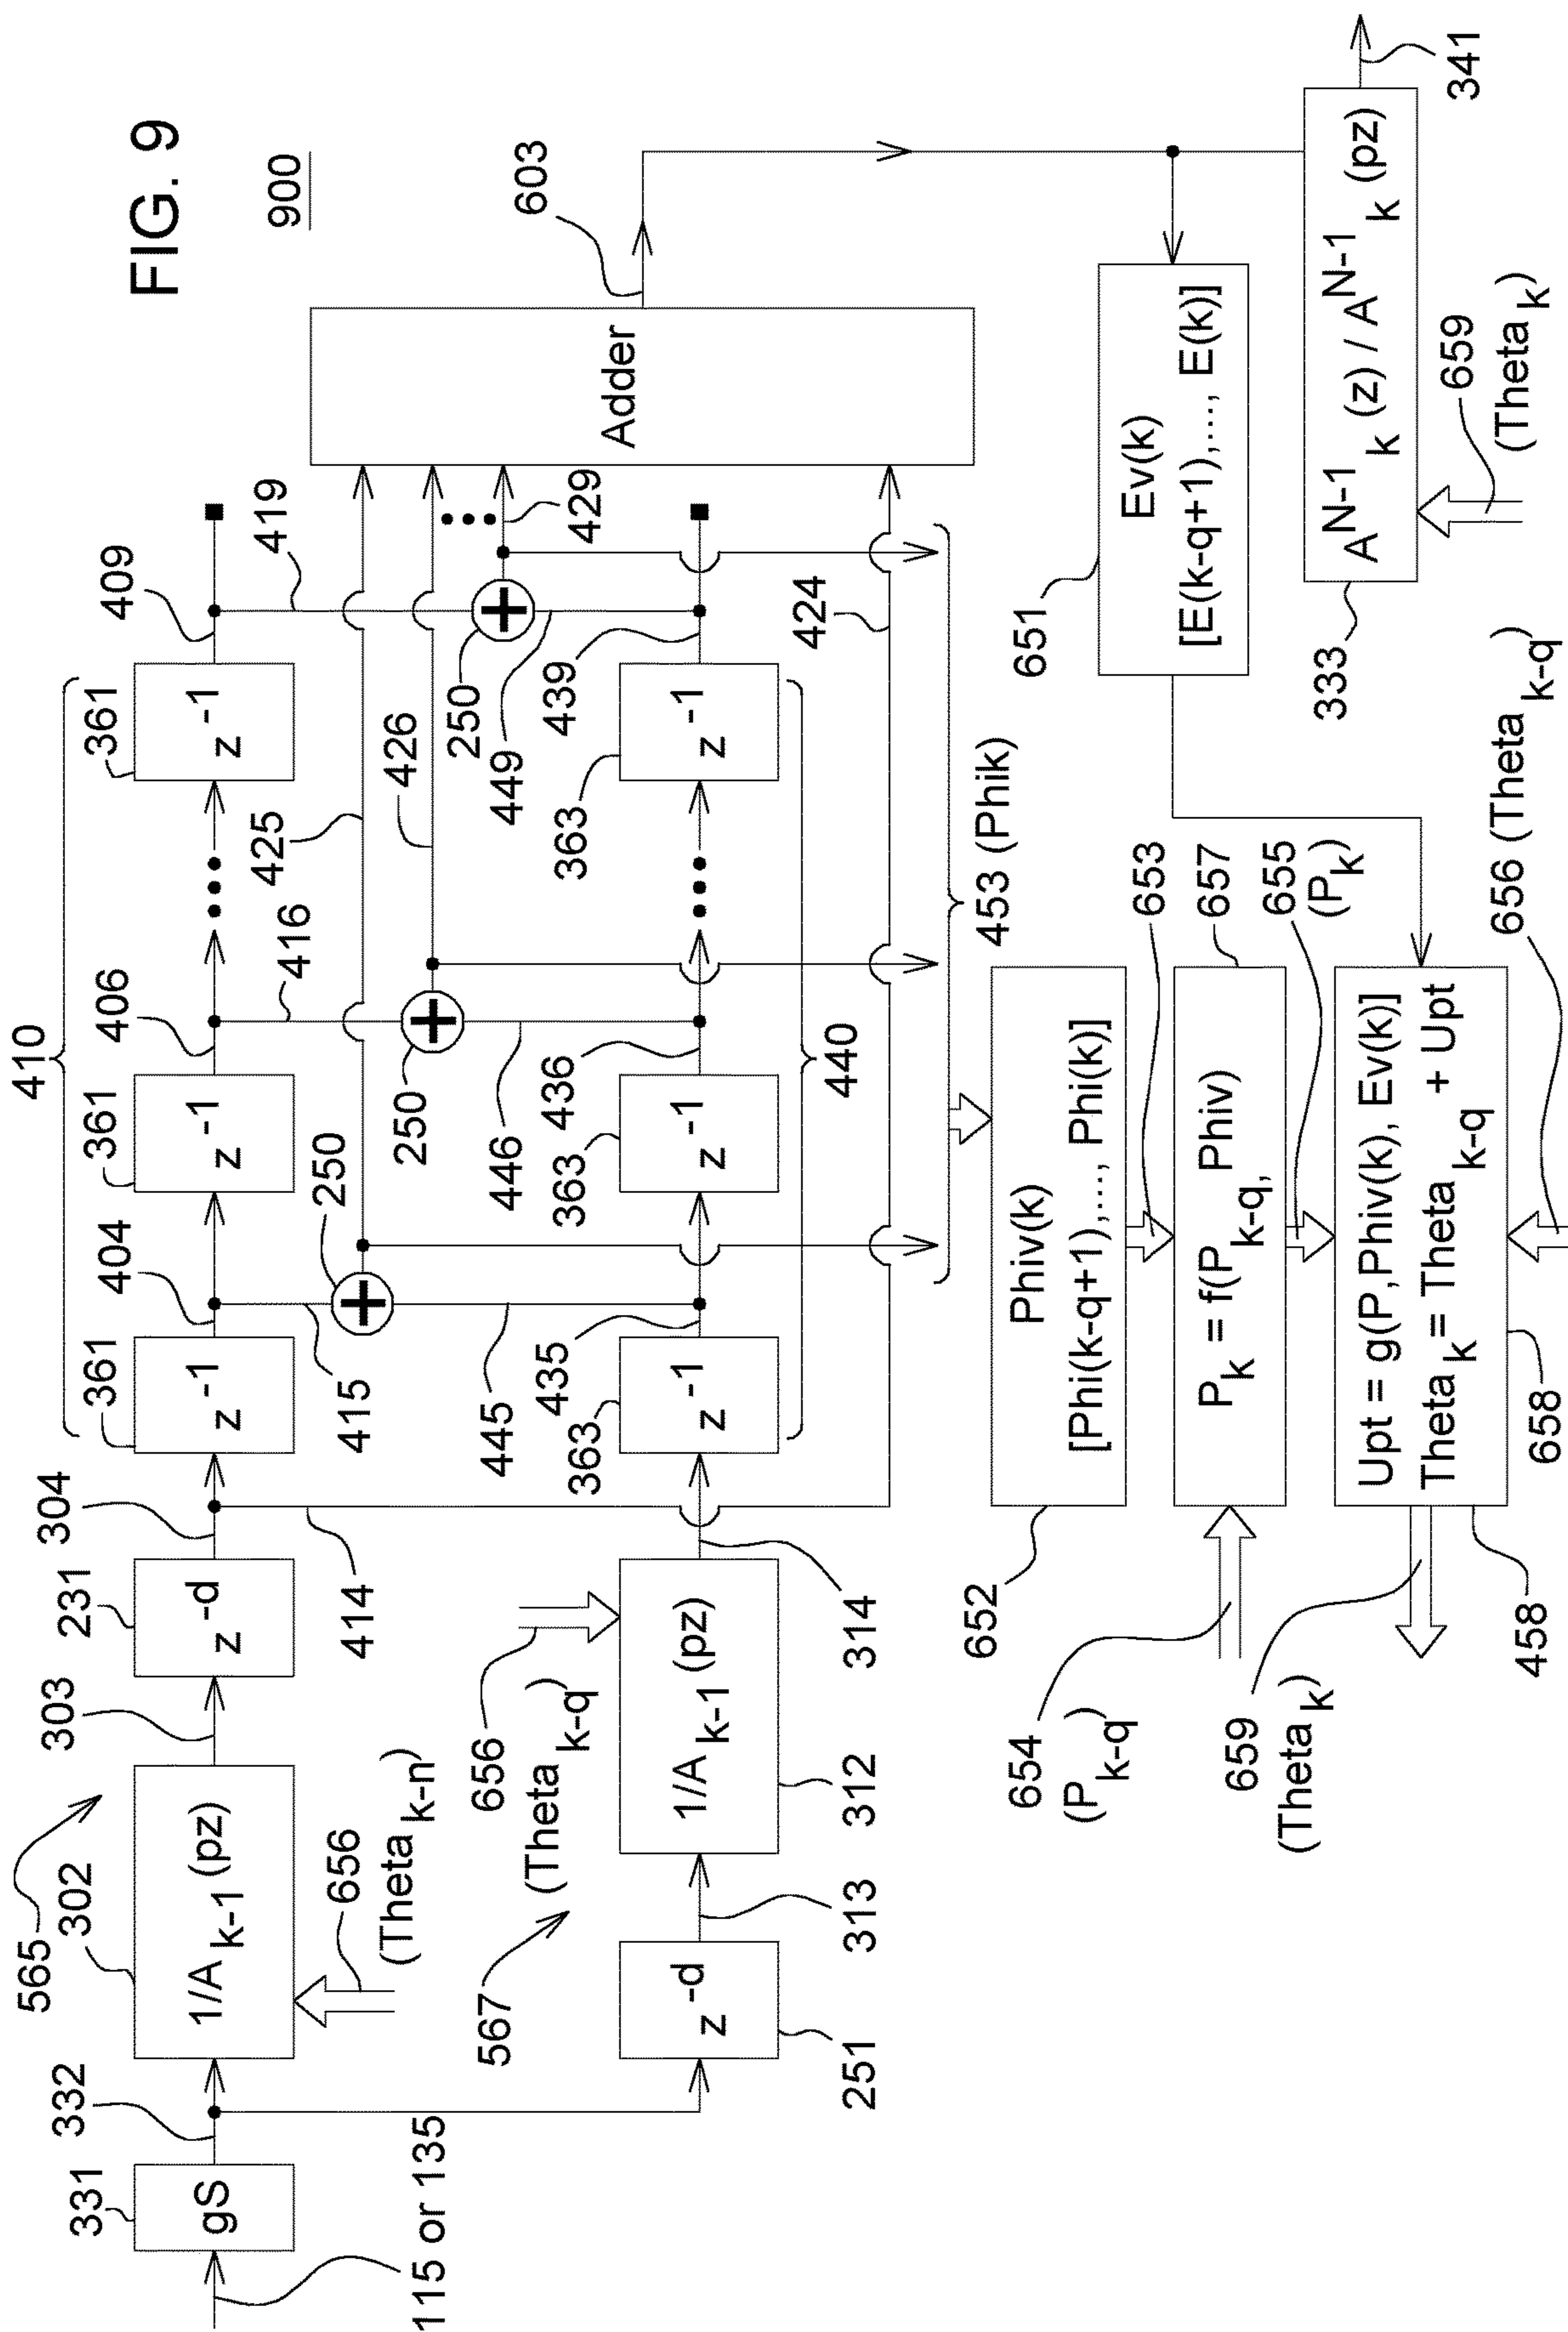 FIG. 9
900
115 or 135
331
gS
332
565
302
1/A k-1 (pz)
656
(Theta k-n)
303
231
z -d
304
414
410
361
z -1
404
415
361
z -1
406
416
361
z -1
409
419
250
250
250
425
426
429
445
446
449
Adder
603
567
251
z -d
313
656
(Theta k-q)
312
1/A k-1 (pz)
314
363
z -1
435
363
z -1
436
363
z -1
439
440
424
453 (Phik)
652
Phiv(k)
[Phi(k-q+1),..., Phi(k)]
653
654
(P k-q)
657
P k = f(P k-q, Phiv)
655
(P k)
659
(Theta k)
Upt = g(P,Phiv(k), Ev(k)]
Theta k = Theta k-q + Upt
458
658
656 (Theta k-q)
651
Ev(k)
[E(k-q+1),..., E(k)]
333
A N-1 k (z) / A N-1 k (pz)
659
(Theta k)
341